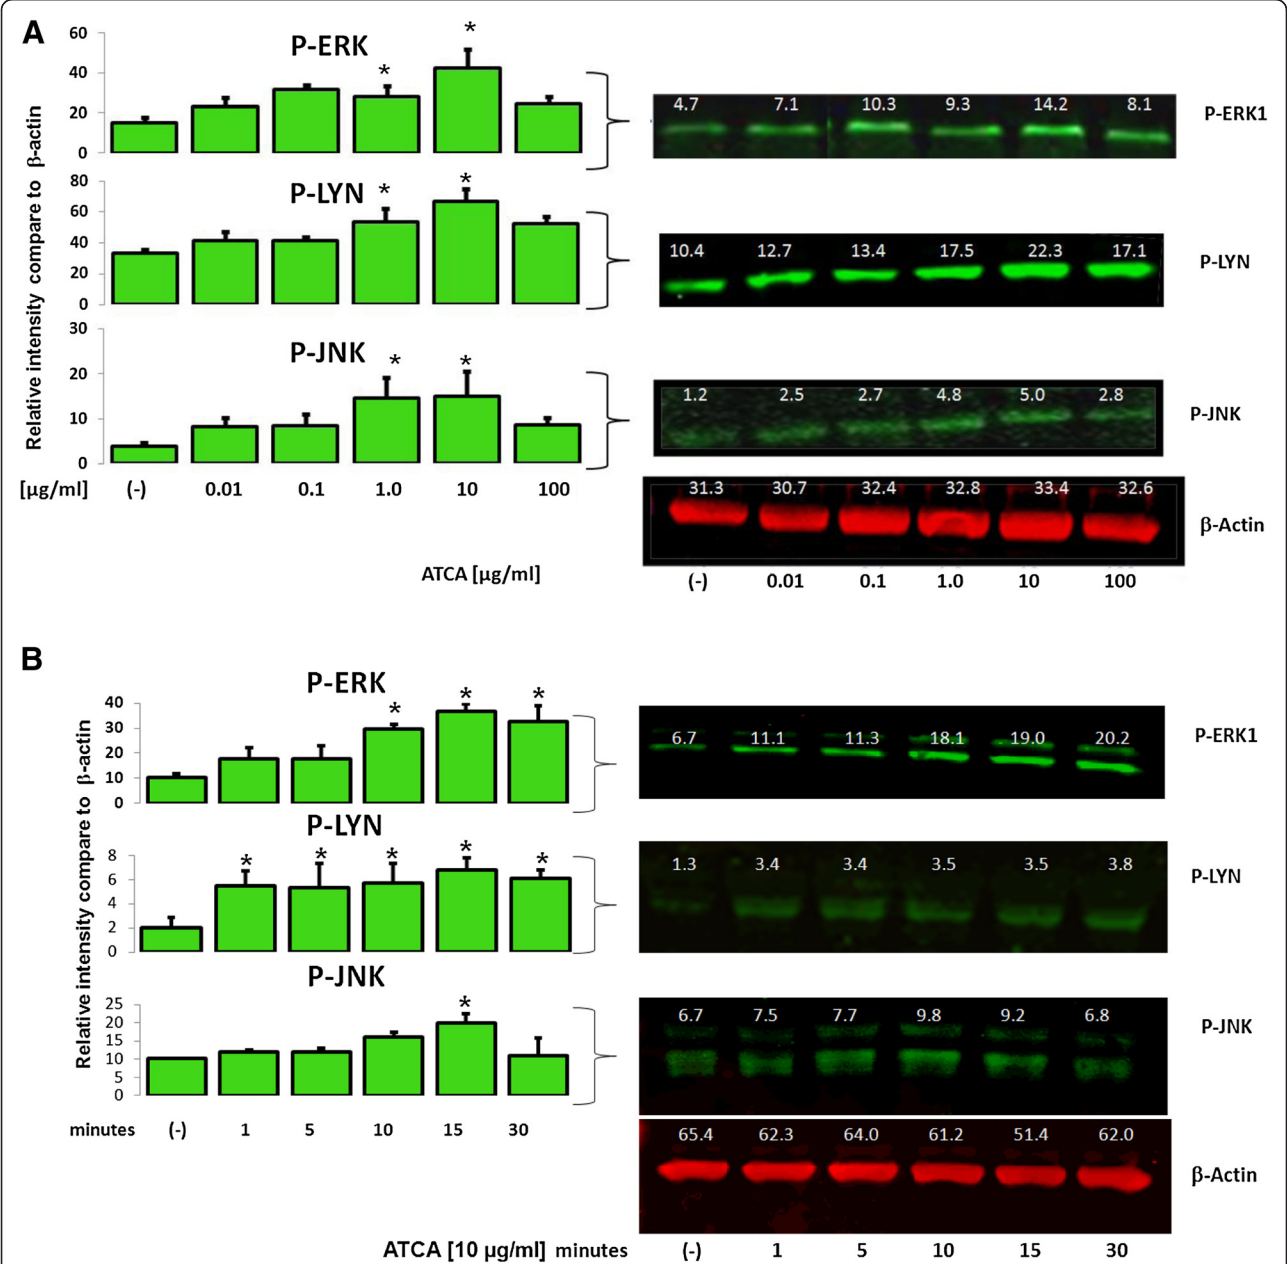 A
P-ERK
60
40
20
0
* *
4.7 7.1 10.3 9.3 14.2 8.1
P-ERK1
Relative intensity compare to β-actin
P-LYN
80
60
40
20
0
* *
10.4 12.7 13.4 17.5 22.3 17.1
P-LYN
P-JNK
30
20
10
0
* *
1.2 2.5 2.7 4.8 5.0 2.8
P-JNK
[µg/ml] (-) 0.01 0.1 1.0 10 100
31.3 30.7 32.4 32.8 33.4 32.6
β-Actin
ATCA [µg/ml]
(-) 0.01 0.1 1.0 10 100
B
P-ERK
40
30
20
10
0
* * *
6.7 11.1 11.3 18.1 19.0 20.2
P-ERK1
Relative intensity compare to β-actin
P-LYN
8
6
4
2
0
* * * * *
1.3 3.4 3.4 3.5 3.5 3.8
P-LYN
P-JNK
25
20
15
10
5
0
*
6.7 7.5 7.7 9.8 9.2 6.8
P-JNK
minutes (-) 1 5 10 15 30
65.4 62.3 64.0 61.2 51.4 62.0
β-Actin
ATCA [10 µg/ml] minutes (-) 1 5 10 15 30